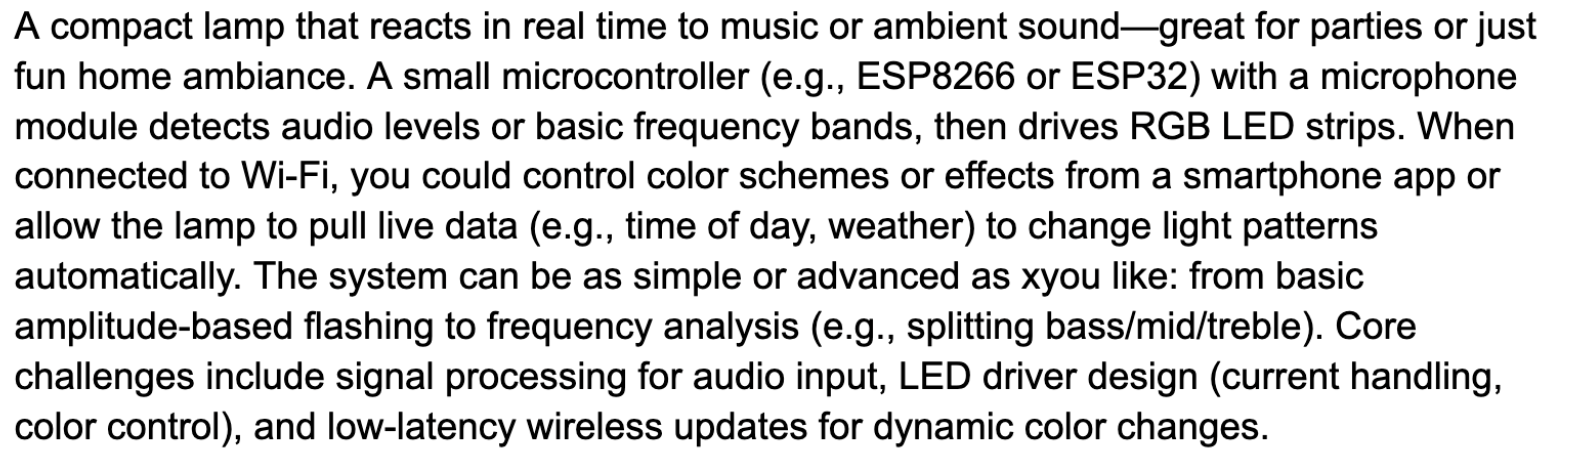 A compact lamp that reacts in real time to music or ambient sound—great for parties or just
fun home ambiance. A small microcontroller (e.g., ESP8266 or ESP32) with a microphone
module detects audio levels or basic frequency bands, then drives RGB LED strips. When
connected to Wi-Fi, you could control color schemes or effects from a smartphone app or
allow the lamp to pull live data (e.g., time of day, weather) to change light patterns
automatically. The system can be as simple or advanced as xyou like: from basic
amplitude-based flashing to frequency analysis (e.g., splitting bass/mid/treble). Core
challenges include signal processing for audio input, LED driver design (current handling,
color control), and low-latency wireless updates for dynamic color changes.